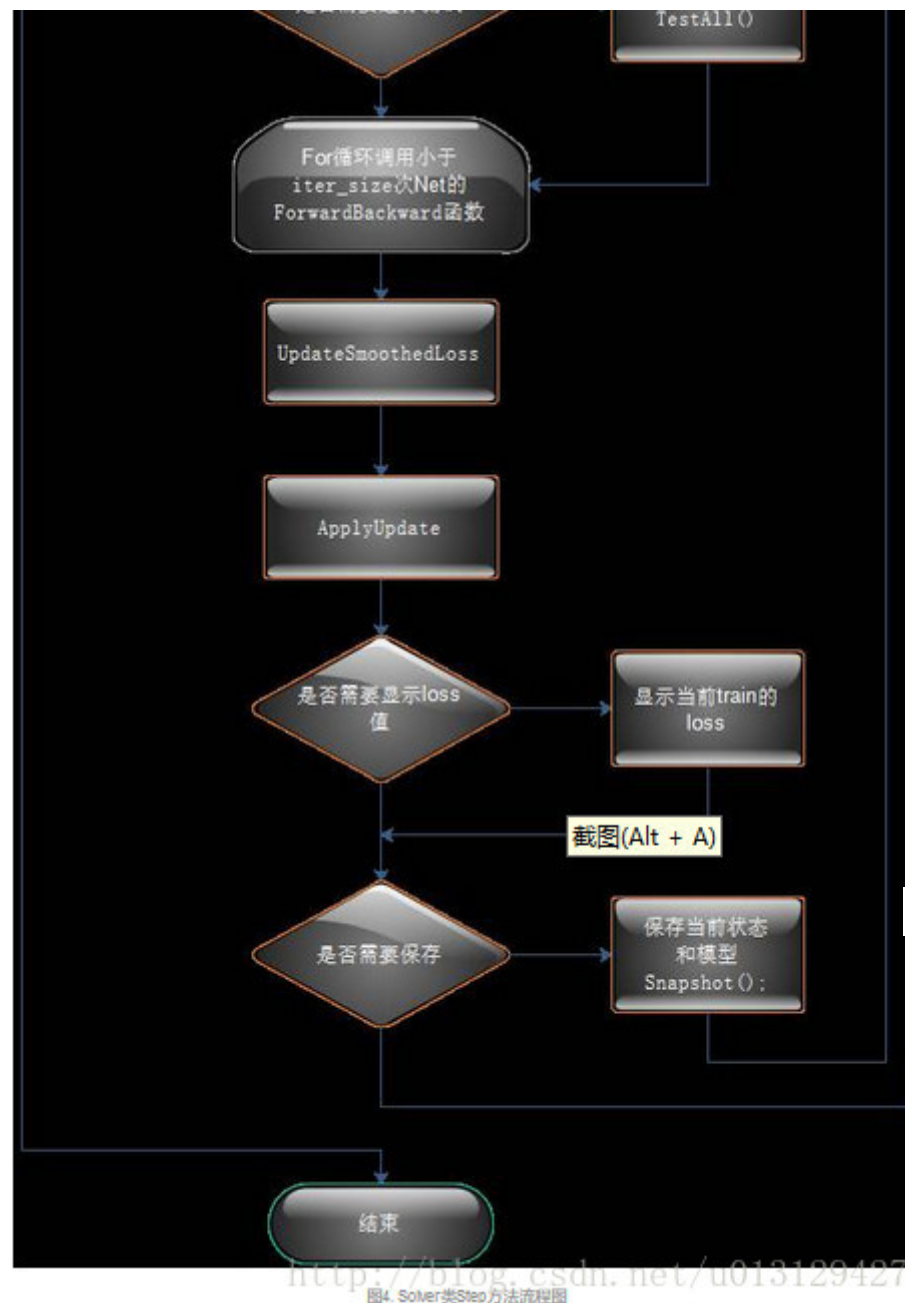 TestAll()
For循环调用小于
iter_size次Net的
ForwardBackward函数
UpdateSmoothedLoss
ApplyUpdate
是否需要显示loss
值
显示当前train的
loss
截图(Alt + A)
是否需要保存
保存当前状态
和模型
Snapshot();
结束
http://blog.csdn.net/u013129427
图4. Solver类Step方法流程图